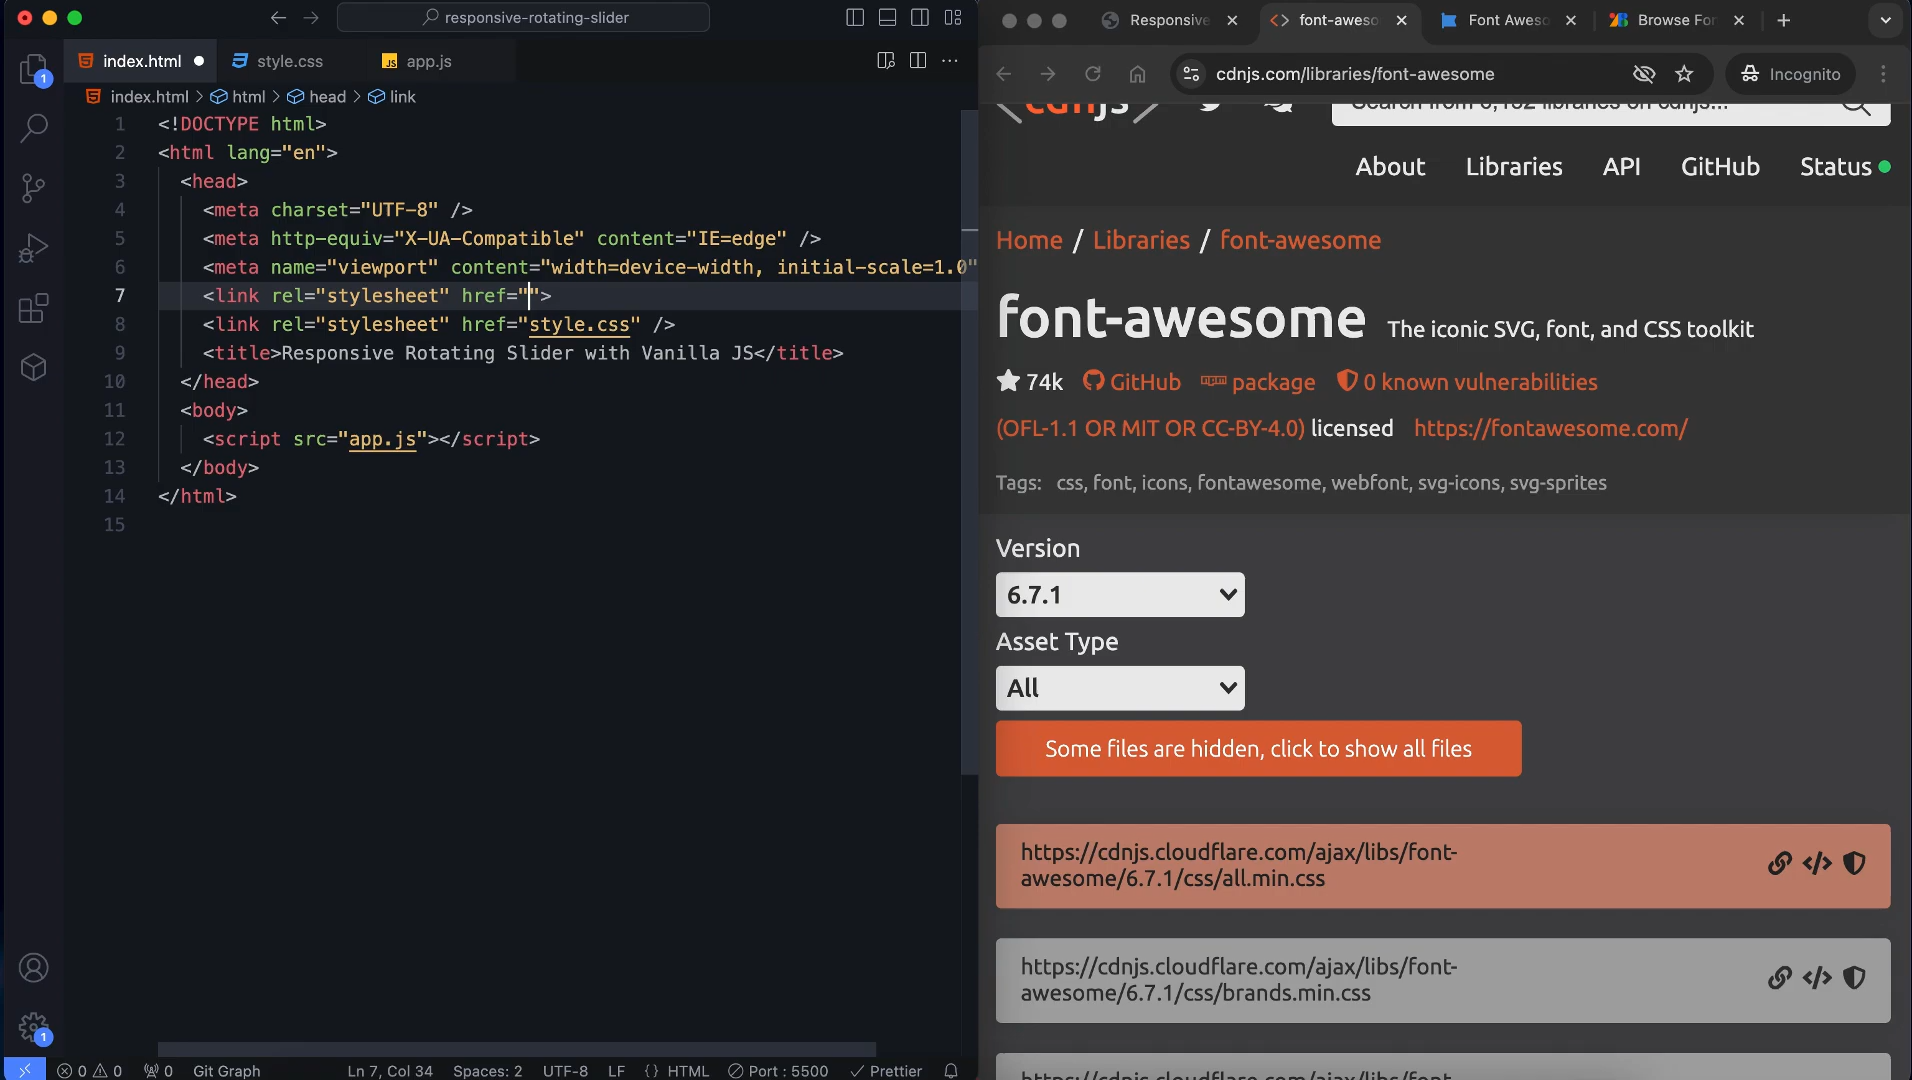 responsive-rotating-slider
index.html
style.css
app.js
index.html > html > head > link
1 <!DOCTYPE html>
2 <html lang="en">
3 <head>
4 <meta charset="UTF-8" />
5 <meta http-equiv="X-UA-Compatible" content="IE=edge" />
6 <meta name="viewport" content="width=device-width, initial-scale=1.0"
7 <link rel="stylesheet" href="">
8 <link rel="stylesheet" href="style.css" />
9 <title>Responsive Rotating Slider with Vanilla JS</title>
10 </head>
11 <body>
12 <script src="app.js"></script>
13 </body>
14 </html>
15
1
1
0 0 0 Git Graph Ln 7, Col 34 Spaces: 2 UTF-8 LF {} HTML Port : 5500 Prettier
Responsive
font-aweso
Font Aweso
Browse Fo
cdnjs.com/libraries/font-awesome
Incognito
cdnjs
About Libraries API GitHub Status
Home / Libraries / font-awesome
font-awesome The iconic SVG, font, and CSS toolkit
74k GitHub package 0 known vulnerabilities
(OFL-1.1 OR MIT OR CC-BY-4.0) licensed https://fontawesome.com/
Tags: css, font, icons, fontawesome, webfont, svg-icons, svg-sprites
Version
6.7.1
Asset Type
All
Some files are hidden, click to show all files
https://cdnjs.cloudflare.com/ajax/libs/font-
awesome/6.7.1/css/all.min.css
https://cdnjs.cloudflare.com/ajax/libs/font-
awesome/6.7.1/css/brands.min.css
https://cdnjs.cloudflare.com/ajax/libs/font-